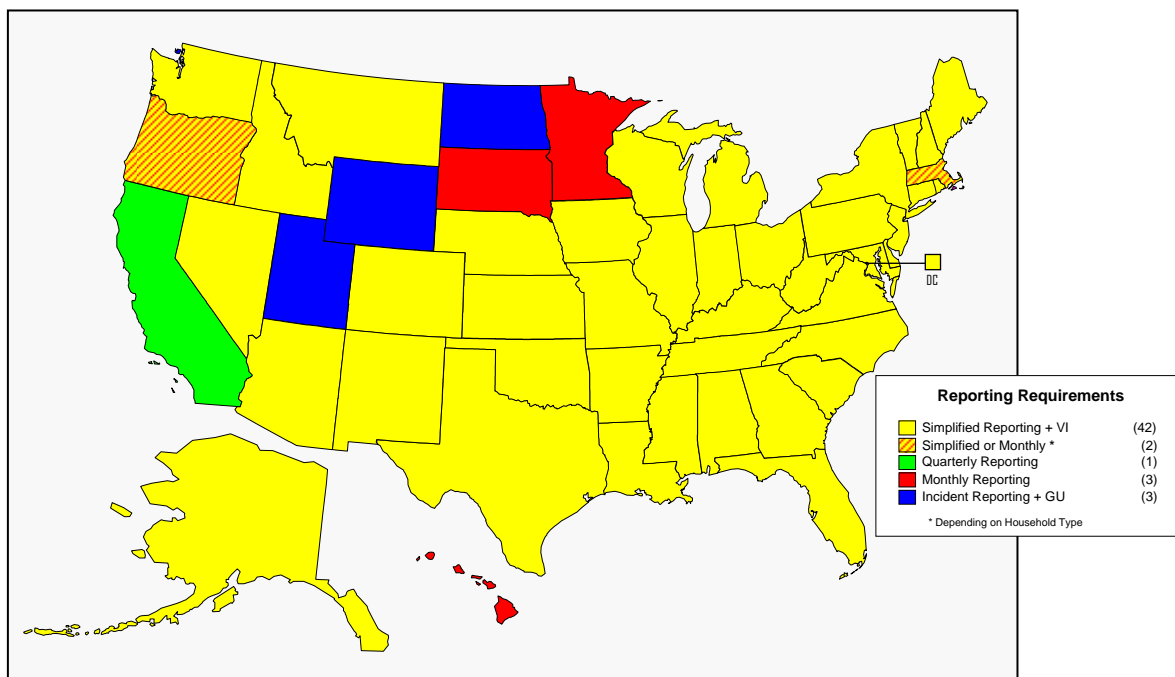 DC
Reporting Requirements
Simplified Reporting + VI (42)
Simplified or Monthly * (2)
Quarterly Reporting (1)
Monthly Reporting (3)
Incident Reporting + GU (3)
* Depending on Household Type